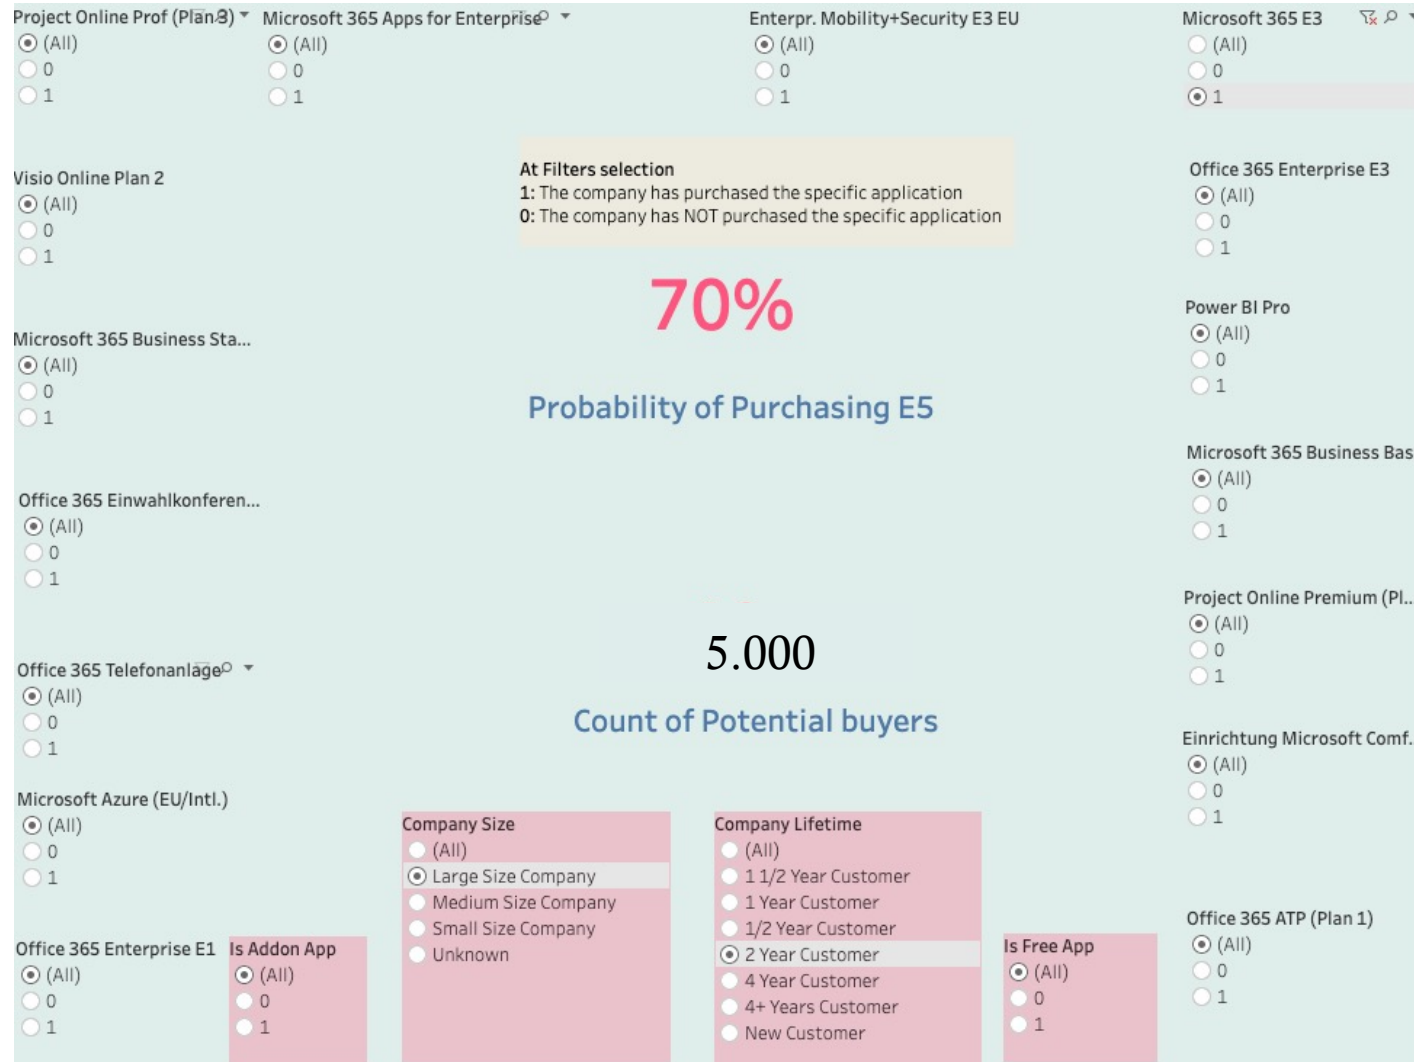 Project Online Prof (Plan 3)
(All)
0
1
Microsoft 365 Apps for Enterprise
(All)
0
1
Enterpr. Mobility+Security E3 EU
(All)
0
1
Microsoft 365 E3
(All)
0
1
At Filters selection
1: The company has purchased the specific application
0: The company has NOT purchased the specific application
Visio Online Plan 2
(All)
0
1
Office 365 Enterprise E3
(All)
0
1
70%
Probability of Purchasing E5
Power BI Pro
(All)
0
1
Microsoft 365 Business Sta...
(All)
0
1
Microsoft 365 Business Bas
(All)
0
1
Office 365 Einwahlkonferen...
(All)
0
1
Project Online Premium (Pl..
(All)
0
1
5.000
Count of Potential buyers
Office 365 Telefonanlage
(All)
0
1
Einrichtung Microsoft Comf.
(All)
0
1
Microsoft Azure (EU/Intl.)
(All)
0
1
Company Size
(All)
Large Size Company
Medium Size Company
Small Size Company
Unknown
Company Lifetime
(All)
1 1/2 Year Customer
1 Year Customer
1/2 Year Customer
2 Year Customer
4 Year Customer
4+ Years Customer
New Customer
Office 365 ATP (Plan 1)
(All)
0
1
Office 365 Enterprise E1
(All)
0
1
Is Addon App
(All)
0
1
Is Free App
(All)
0
1